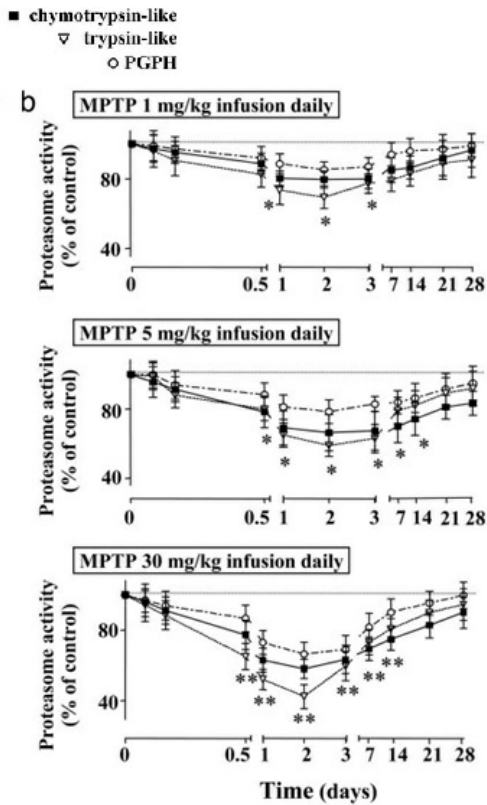 chymotrypsin-like
trypsin-like
PGPH
b
MPTP 1 mg/kg infusion daily
Proteasome activity
(% of control)
80
40
0 0.5 1 2 3 7 14 21 28
* * *
MPTP 5 mg/kg infusion daily
Proteasome activity
(% of control)
80
40
0 0.5 1 2 3 7 14 21 28
* * * * * *
MPTP 30 mg/kg infusion daily
Proteasome activity
(% of control)
80
40
0 0.5 1 2 3 7 14 21 28
** ** ** ** ** **
Time (days)